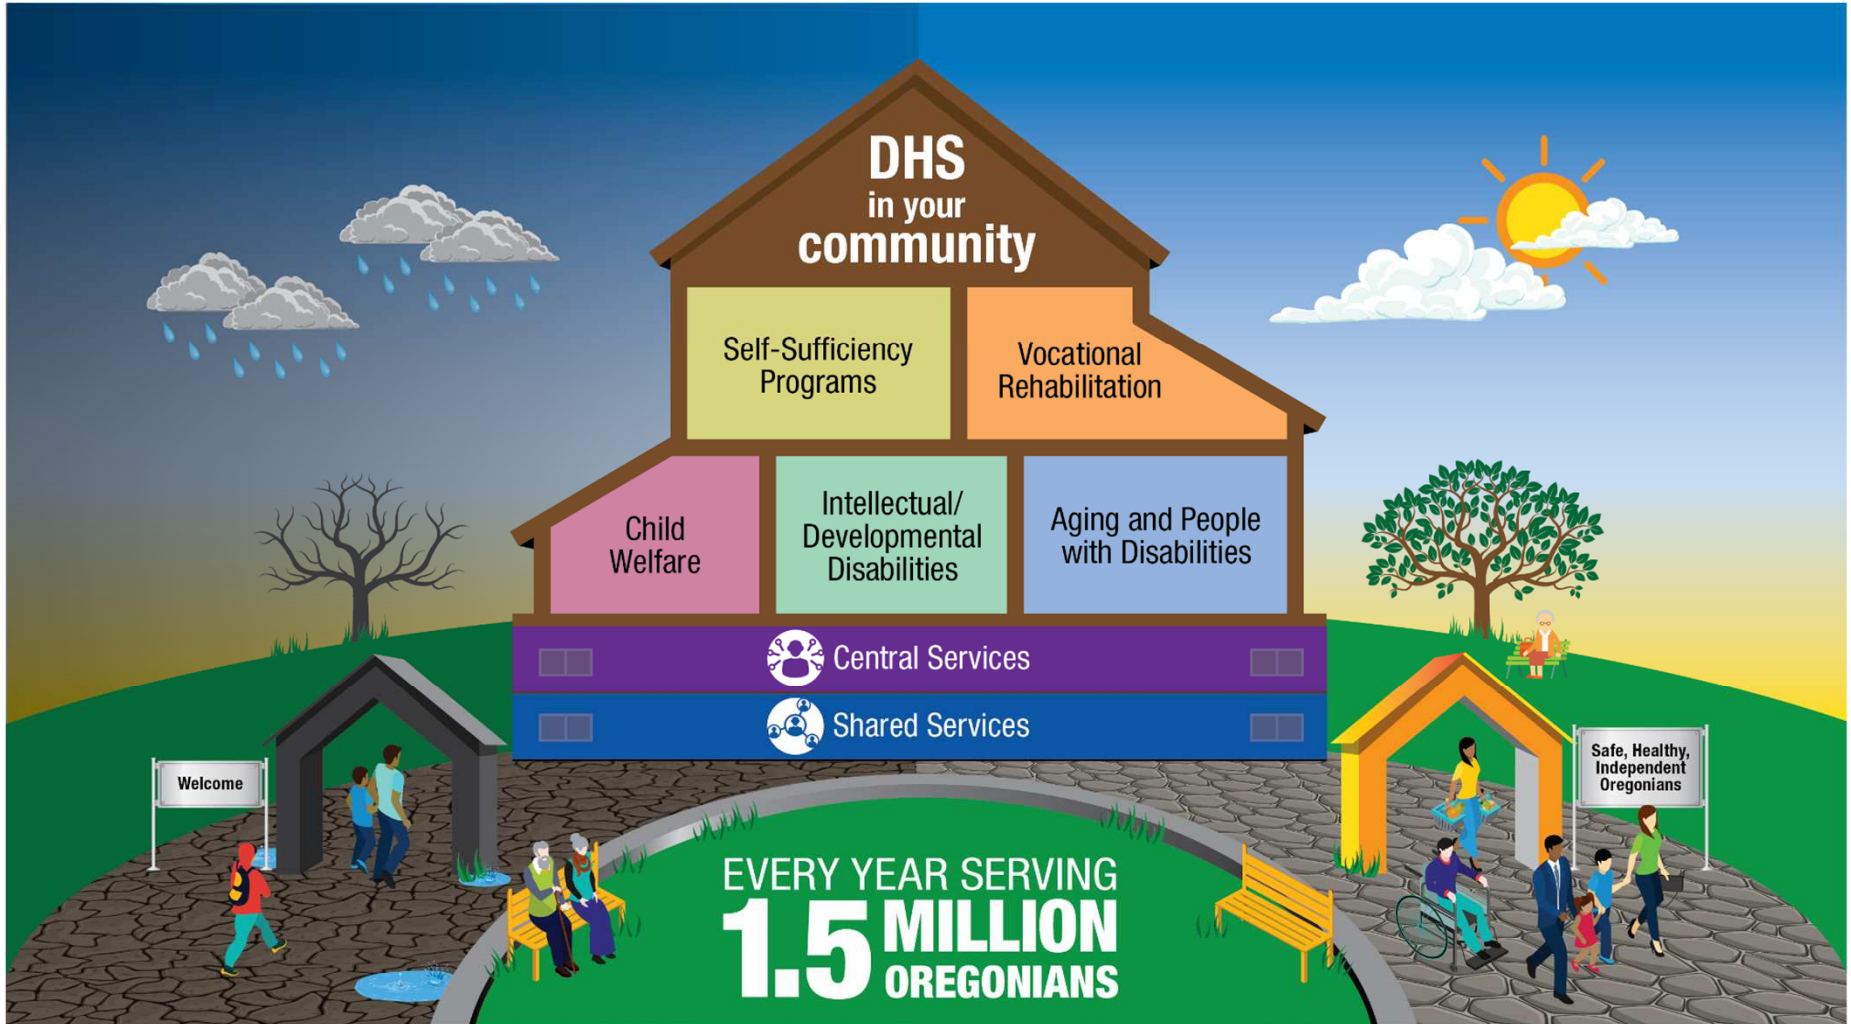 DHS
in your
community
Self-Sufficiency
Programs
Vocational
Rehabilitation
Child
Welfare
Intellectual/
Developmental
Disabilities
Aging and People
with Disabilities
Central Services
Shared Services
Welcome
Safe, Healthy,
Independent
Oregonians
EVERY YEAR SERVING
1.5 MILLION
OREGONIANS